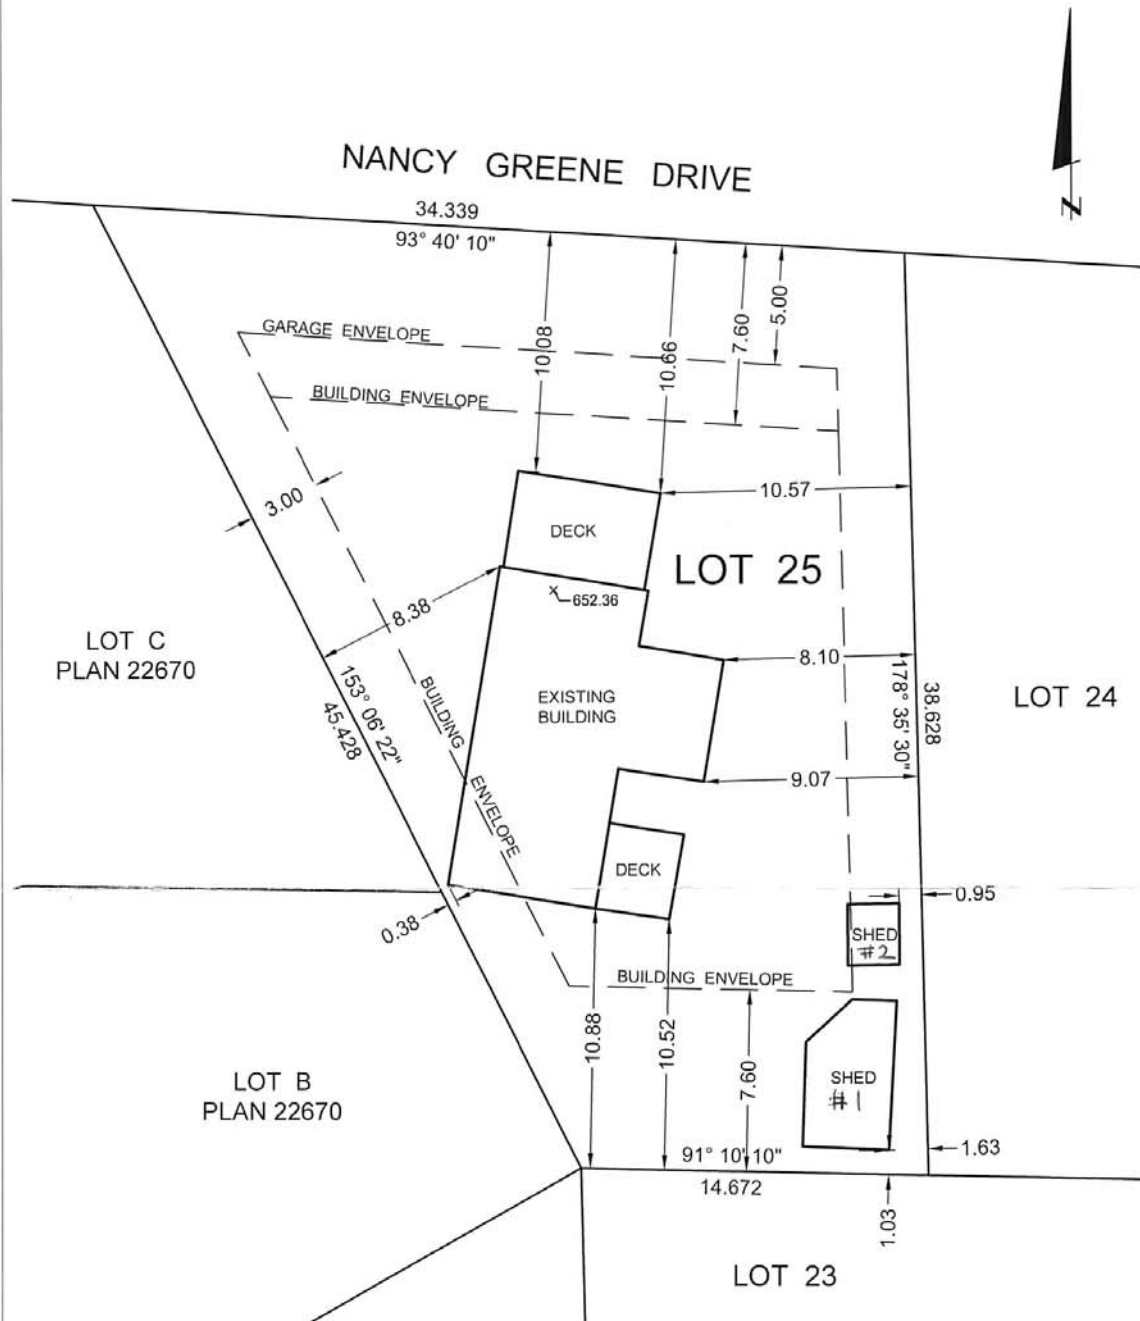 N
NANCY GREENE DRIVE
34.339
93° 40' 10"
GARAGE ENVELOPE
10.08
10.66
7.60
5.00
BUILDING ENVELOPE
3.00
10.57
DECK
LOT 25
652.36
8.38
LOT C
PLAN 22670
153° 06' 22"
45.428
BUILDING ENVELOPE
EXISTING
BUILDING
8.10
178° 35' 30"
38.628
LOT 24
9.07
DECK
0.38
0.95
SHED
#2
BUILDING ENVELOPE
10.88
10.52
7.60
LOT B
PLAN 22670
SHED
#1
91° 10' 10"
14.672
1.63
1.03
LOT 23